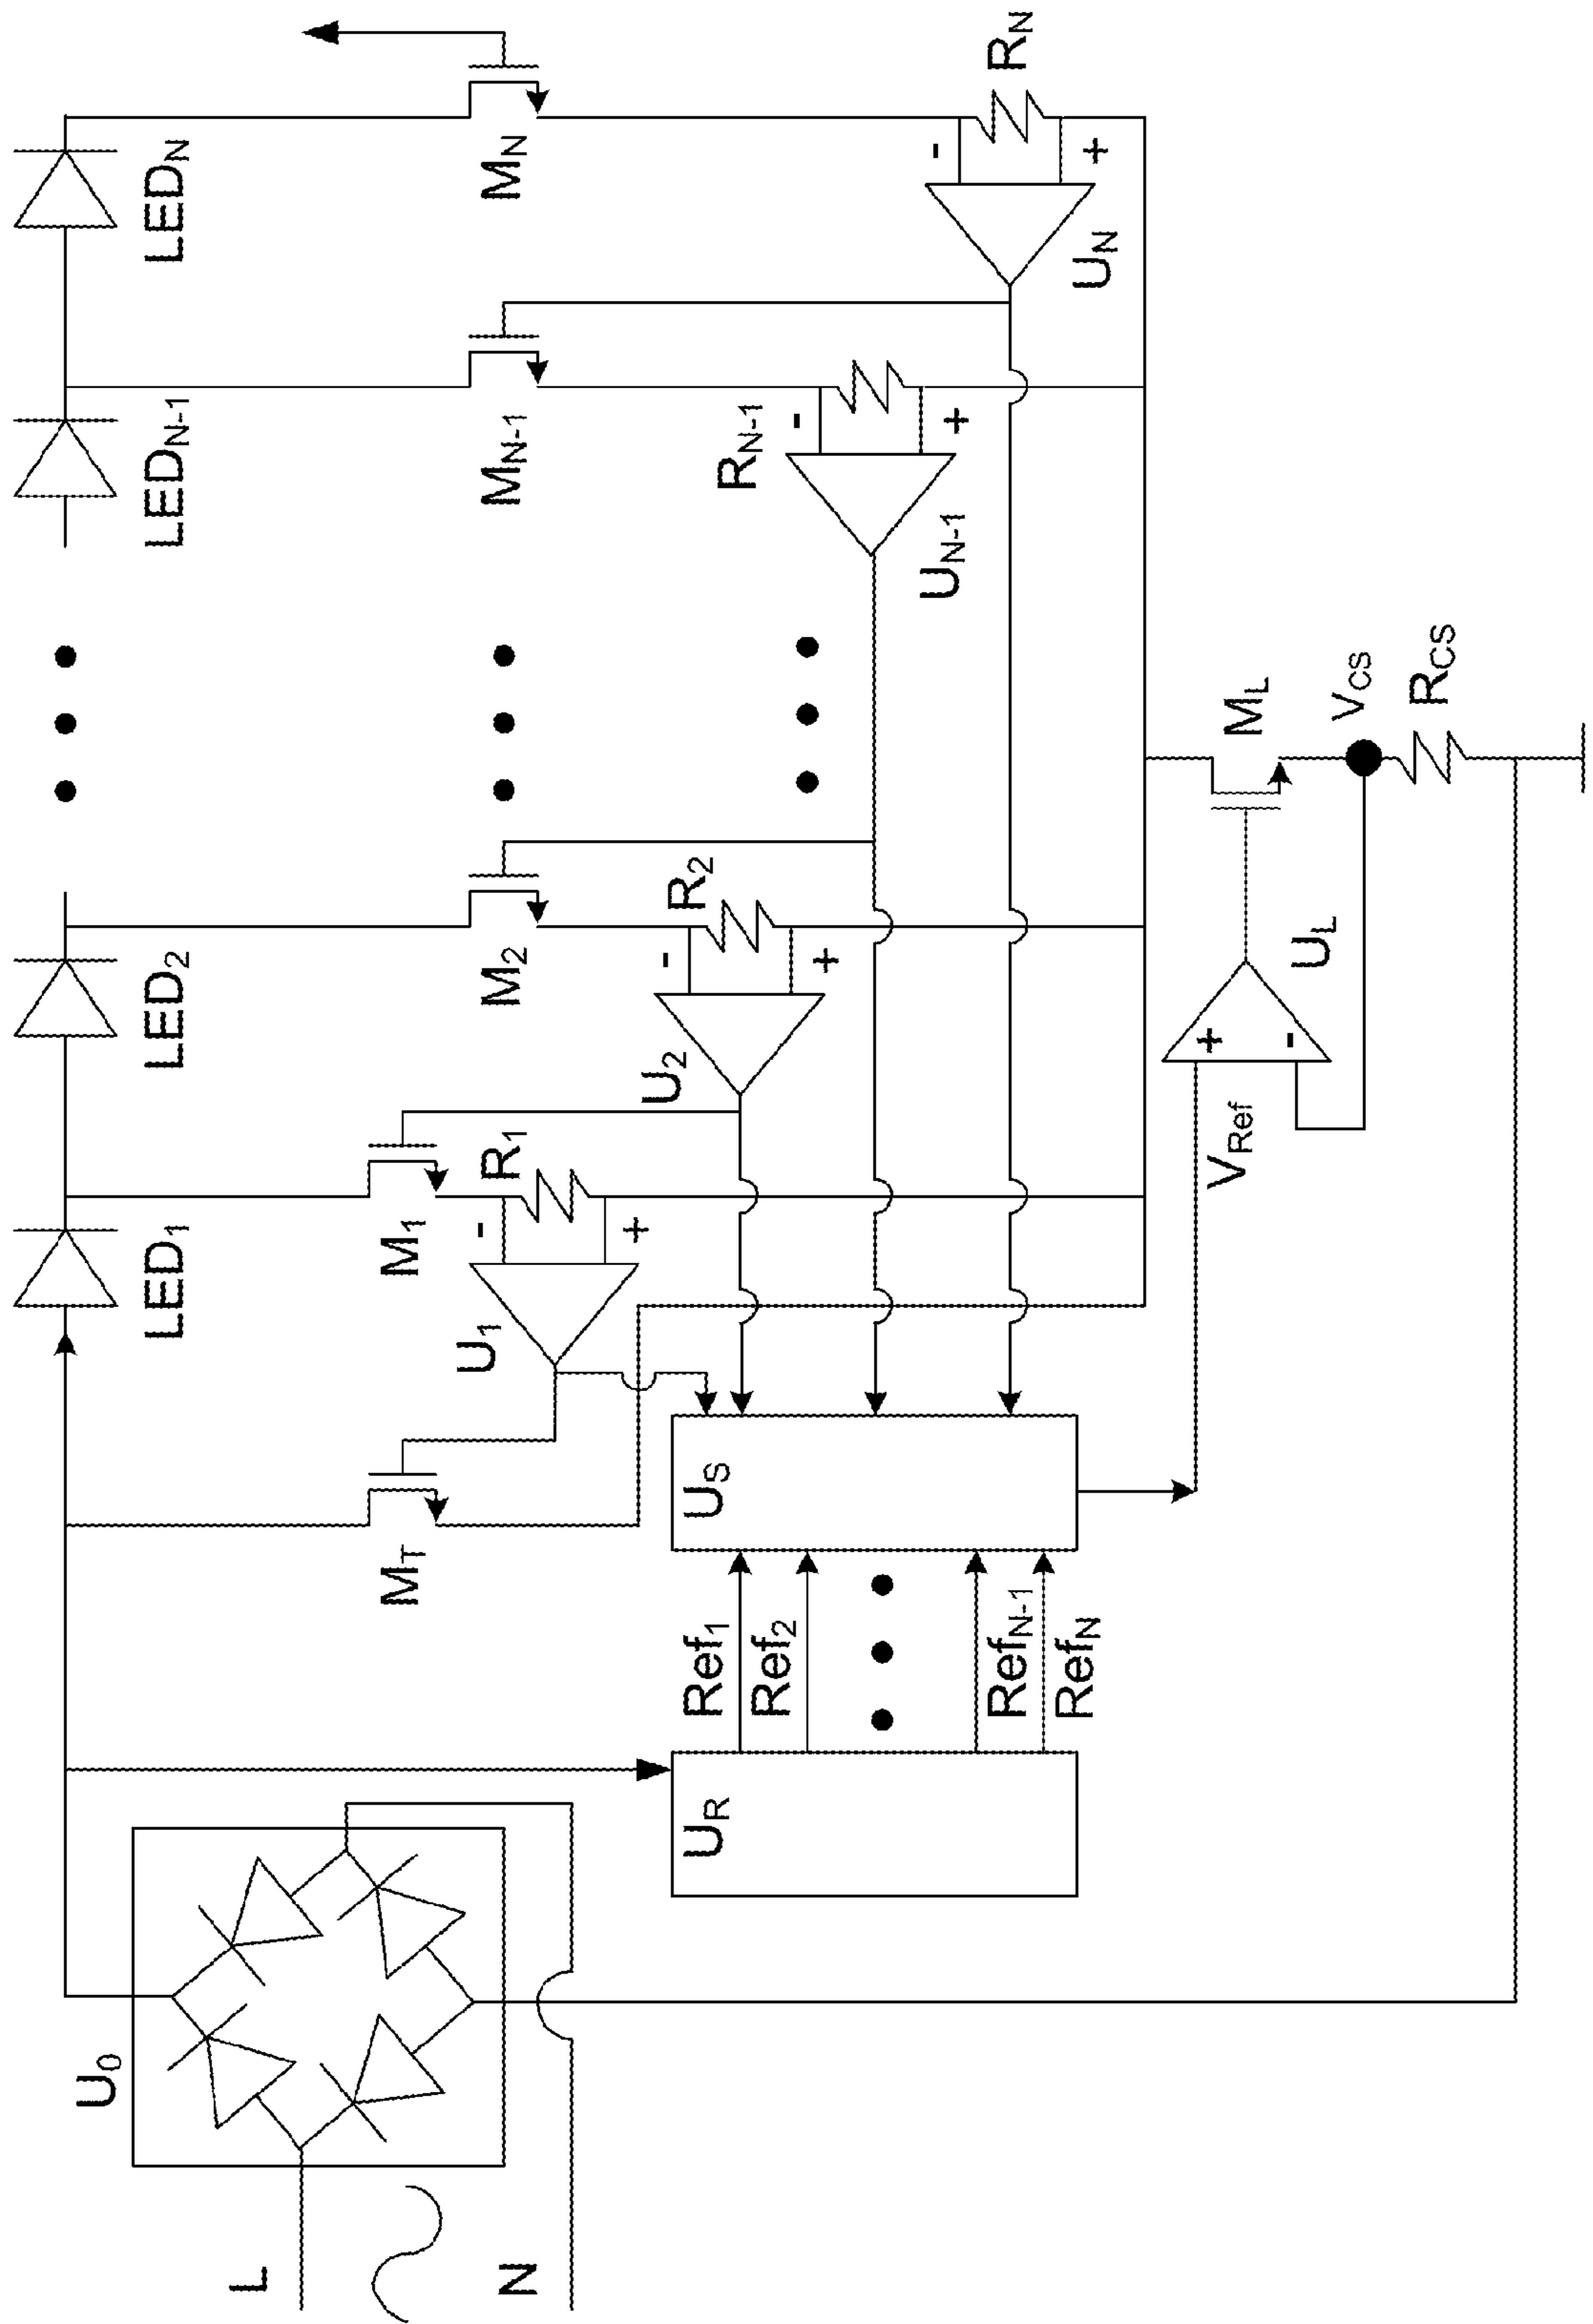 U0
L
N
LED1
LED2
LEDN-1
LEDN
MT
M1
M2
MN-1
MN
U1
R1
-
+
U2
R2
-
+
RN-1
-
+
UN-1
RN
-
+
UN
UR
Ref1
Ref2
RefN-1
RefN
US
VRef
+
-
UL
ML
VCS
RCS